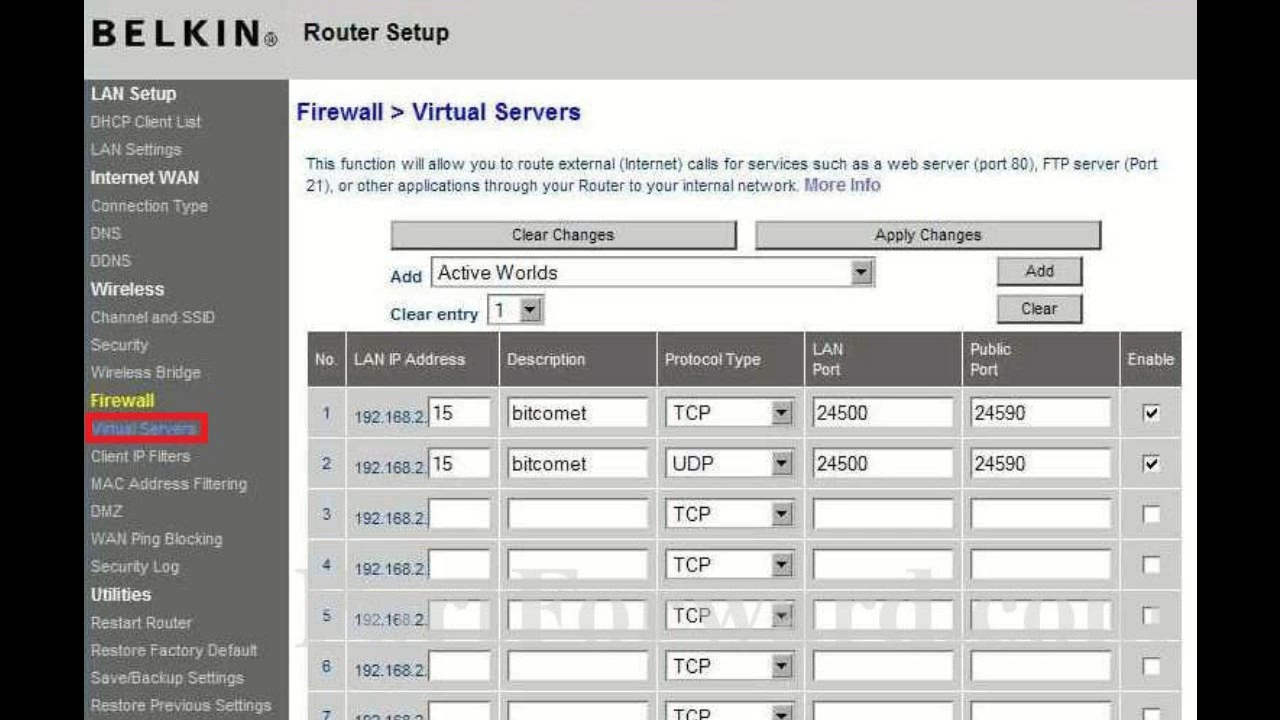 BELKIN® Router Setup
LAN Setup
DHCP Client List
LAN Settings
Internet WAN
Connection Type
DNS
DDNS
Wireless
Channel and SSID
Security
Wireless Bridge
Firewall
Virtual Servers
Client IP Filters
MAC Address Filtering
DMZ
WAN Ping Blocking
Security Log
Utilities
Restart Router
Restore Factory Default
Save/Backup Settings
Restore Previous Settings
Firewall > Virtual Servers
This function will allow you to route external (Internet) calls for services such as a web server (port 80), FTP server (Port
21), or other applications through your Router to your internal network. More Info
Clear Changes Apply Changes
Add Active Worlds Add
Clear entry 1 Clear
No. LAN IP Address Description Protocol Type LAN Port Public Port Enable
1 192.168.2. 15 bitcomet TCP 24500 24590
2 192.168.2. 15 bitcomet UDP 24500 24590
3 192.168.2. TCP
4 192.168.2. TCP
5 192.168.2. TCP
6 192.168.2. TCP
7 192.168.2. TCP
PortForward.com